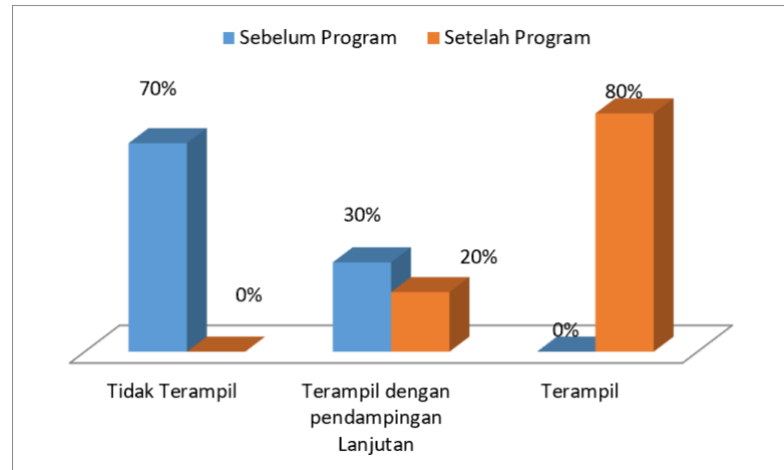 Sebelum Program Setelah Program
70%
0%
30%
20%
0%
80%
Tidak Terampil
Terampil dengan
pendampingan
Lanjutan
Terampil